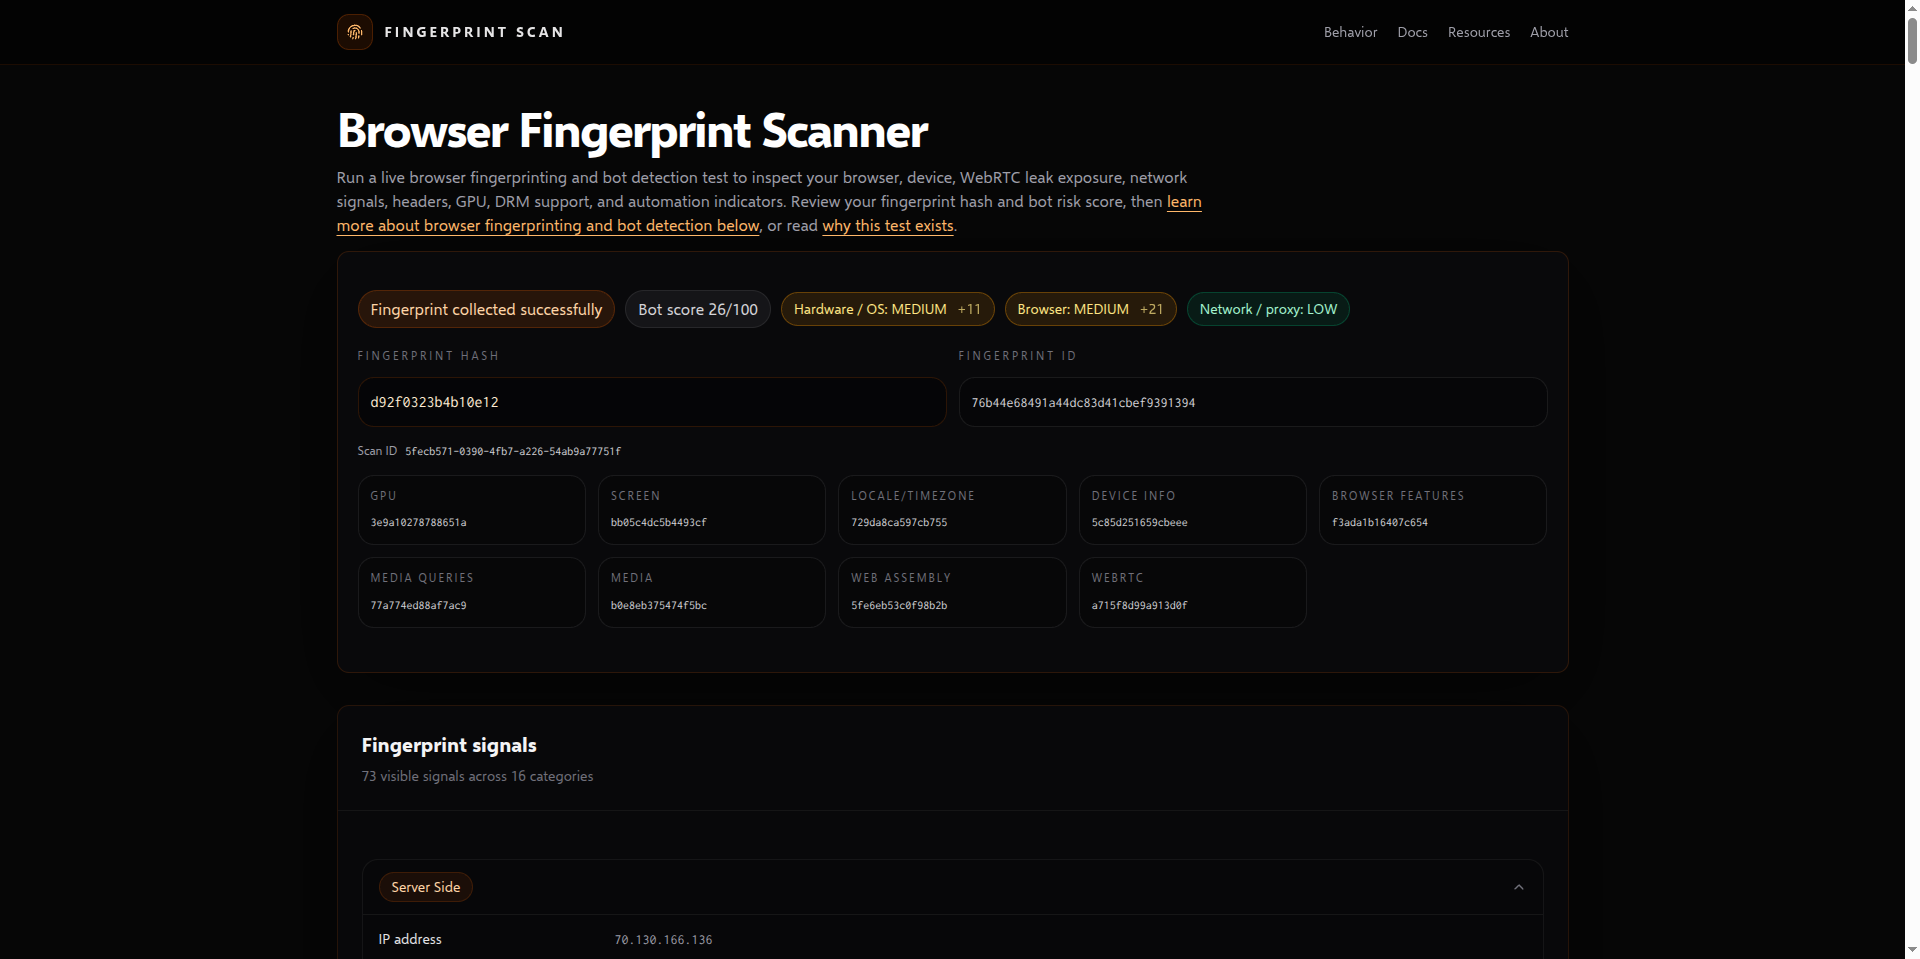 FINGERPRINT SCAN
Behavior Docs Resources About
Browser Fingerprint Scanner
Run a live browser fingerprinting and bot detection test to inspect your browser, device, WebRTC leak exposure, network
signals, headers, GPU, DRM support, and automation indicators. Review your fingerprint hash and bot risk score, then learn
more about browser fingerprinting and bot detection below, or read why this test exists.
Fingerprint collected successfully Bot score 26/100 Hardware / OS: MEDIUM +11 Browser: MEDIUM +21 Network / proxy: LOW
FINGERPRINT HASH FINGERPRINT ID
d92f0323b4b10e12 76b44e68491a44dc83d41cbef9391394
Scan ID 5fecb571-0390-4fb7-a226-54ab9a77751f
GPU SCREEN LOCALE/TIMEZONE DEVICE INFO BROWSER FEATURES
3e9a10278788651a bb05c4dc5b4493cf 729da8ca597cb755 5c85d251659cbeee f3ada1b16407c654
MEDIA QUERIES MEDIA WEB ASSEMBLY WEBRTC
77a774ed88af7ac9 b0e8eb375474f5bc 5fe6eb53c0f98b2b a715f8d99a913d0f
Fingerprint signals
73 visible signals across 16 categories
Server Side
IP address 70.130.166.136